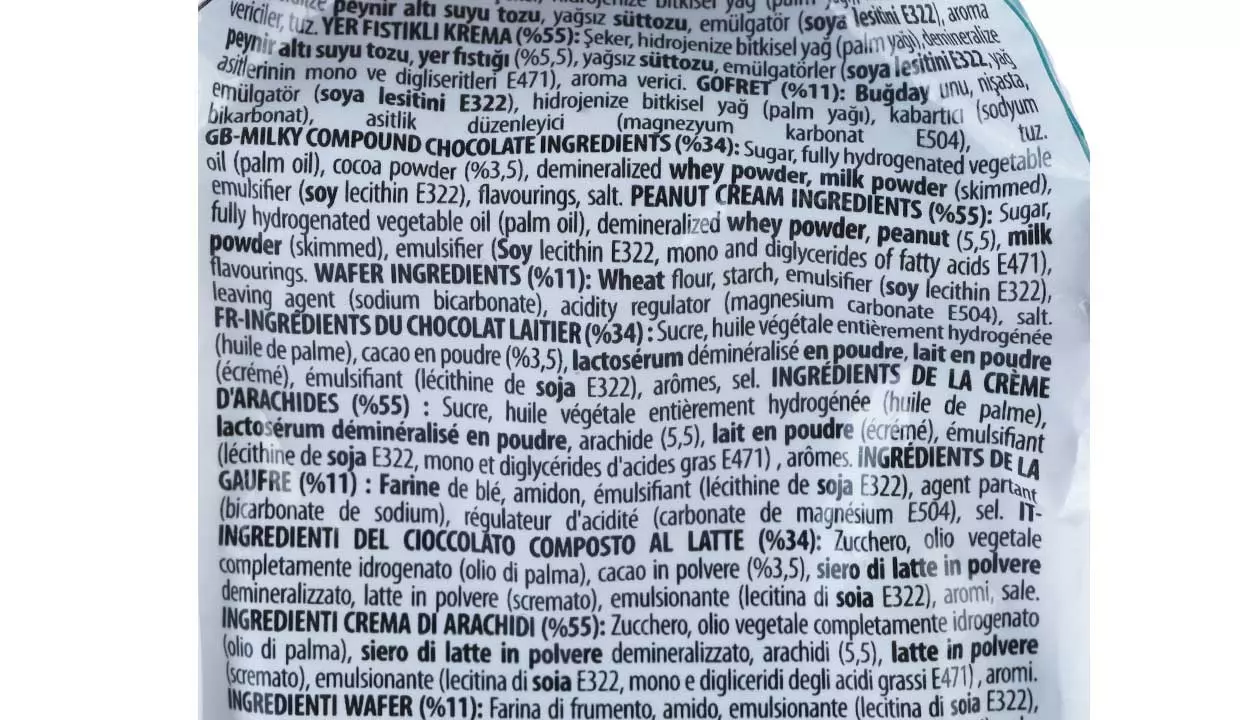 peynir altı suyu tozu, yağsız süttozu, emülgatör (soya lesitini E322), aroma
vericiler, tuz. YER FISTIKLI KREMA (%55): Şeker, hidrojenize bitkisel yağ (palm yağı), demineralize
peynir altı suyu tozu, yer fıstığı (%5,5), yağsız süttozu, emülgatörler (soya lesitini E322, yağ
asitlerinin mono ve digliseritleri E471), aroma verici. GOFRET (%11): Buğday unu, nişasta,
emülgatör (soya lesitini E322), hidrojenize bitkisel yağ (palm yağı), kabartıcı (sodyum
bikarbonat), asitlik düzenleyici (magnezyum karbonat E504), tuz.
GB-MILKY COMPOUND CHOCOLATE INGREDIENTS (%34): Sugar, fully hydrogenated vegetable
oil (palm oil), cocoa powder (%3,5), demineralized whey powder, milk powder (skimmed),
emulsifier (soy lecithin E322), flavourings, salt. PEANUT CREAM INGREDIENTS (%55): Sugar,
fully hydrogenated vegetable oil (palm oil), demineralized whey powder, peanut (5,5), milk
powder (skimmed), emulsifier (Soy lecithin E322, mono and diglycerides of fatty acids E471),
flavourings. WAFER INGREDIENTS (%11): Wheat flour, starch, emulsifier (soy lecithin E322),
leaving agent (sodium bicarbonate), acidity regulator (magnesium carbonate E504), salt.
FR-INGRÉDIENTS DU CHOCOLAT LAITIER (%34) : Sucre, huile végétale entièrement hydrogénée
(huile de palme), cacao en poudre (%3,5), lactosérum déminéralisé en poudre, lait en poudre
(écrémé), émulsifiant (lécithine de soja E322), arômes, sel. INGRÉDIENTS DE LA CRÈME
D'ARACHIDES (%55) : Sucre, huile végétale entièrement hydrogénée (huile de palme),
lactosérum déminéralisé en poudre, arachide (5,5), lait en poudre (écrémé), émulsifiant
(lécithine de soja E322, mono et diglycérides d'acides gras E471) , arômes. INGRÉDIENTS DE LA
GAUFRE (%11) : Farine de blé, amidon, émulsifiant (lécithine de soja E322), agent partant
(bicarbonate de sodium), régulateur d'acidité (carbonate de magnésium E504), sel. IT-
INGREDIENTI DEL CIOCCOLATO COMPOSTO AL LATTE (%34): Zucchero, olio vegetale
completamente idrogenato (olio di palma), cacao in polvere (%3,5), siero di latte in polvere
demineralizzato, latte in polvere (scremato), emulsionante (lecitina di soia E322), aromi, sale.
INGREDIENTI CREMA DI ARACHIDI (%55): Zucchero, olio vegetale completamente idrogenato
(olio di palma), siero di latte in polvere demineralizzato, arachidi (5,5), latte in polvere
(scremato), emulsionante (lecitina di soia E322, mono e digliceridi degli acidi grassi E471) , aromi.
INGREDIENTI WAFER (%11): Farina di frumento, amido, emulsionante (lecitina di soia E322),